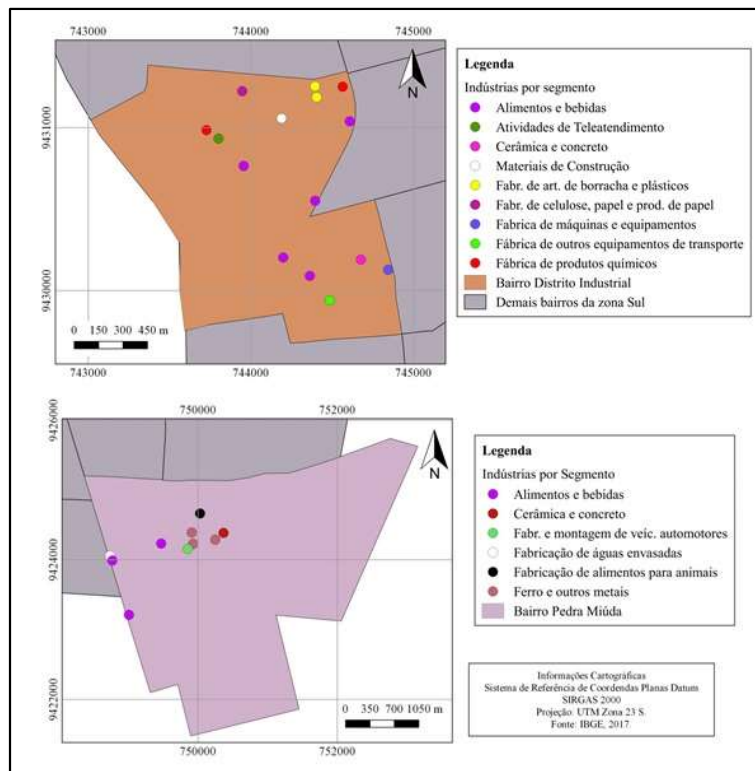 743000
744000
745000
9431000
9430000
N
0 150 300 450 m
743000
744000
745000
Legenda
Indústrias por segmento
Alimentos e bebidas
Atividades de Teleatendimento
Cerâmica e concreto
Materiais de Construção
Fabr. de art. de borracha e plásticos
Fabr. de celulose, papel e prod. de papel
Fabrica de máquinas e equipamentos
Fábrica de outros equipamentos de transporte
Fábrica de produtos químicos
Bairro Distrito Industrial
Demais bairros da zona Sul
750000
752000
9426000
9424000
9422000
N
0 350 700 1050 m
750000
752000
Legenda
Indústrias por Segmento
Alimentos e bebidas
Cerâmica e concreto
Fabr. e montagem de veíc. automotores
Fabricação de águas envasadas
Fabricação de alimentos para animais
Ferro e outros metais
Bairro Pedra Miúda
Informações Cartográficas
Sistema de Referência de Coordendas Planas Datum
SIRGAS 2000
Projeção: UTM Zona 23 S.
Fonte: IBGE, 2017